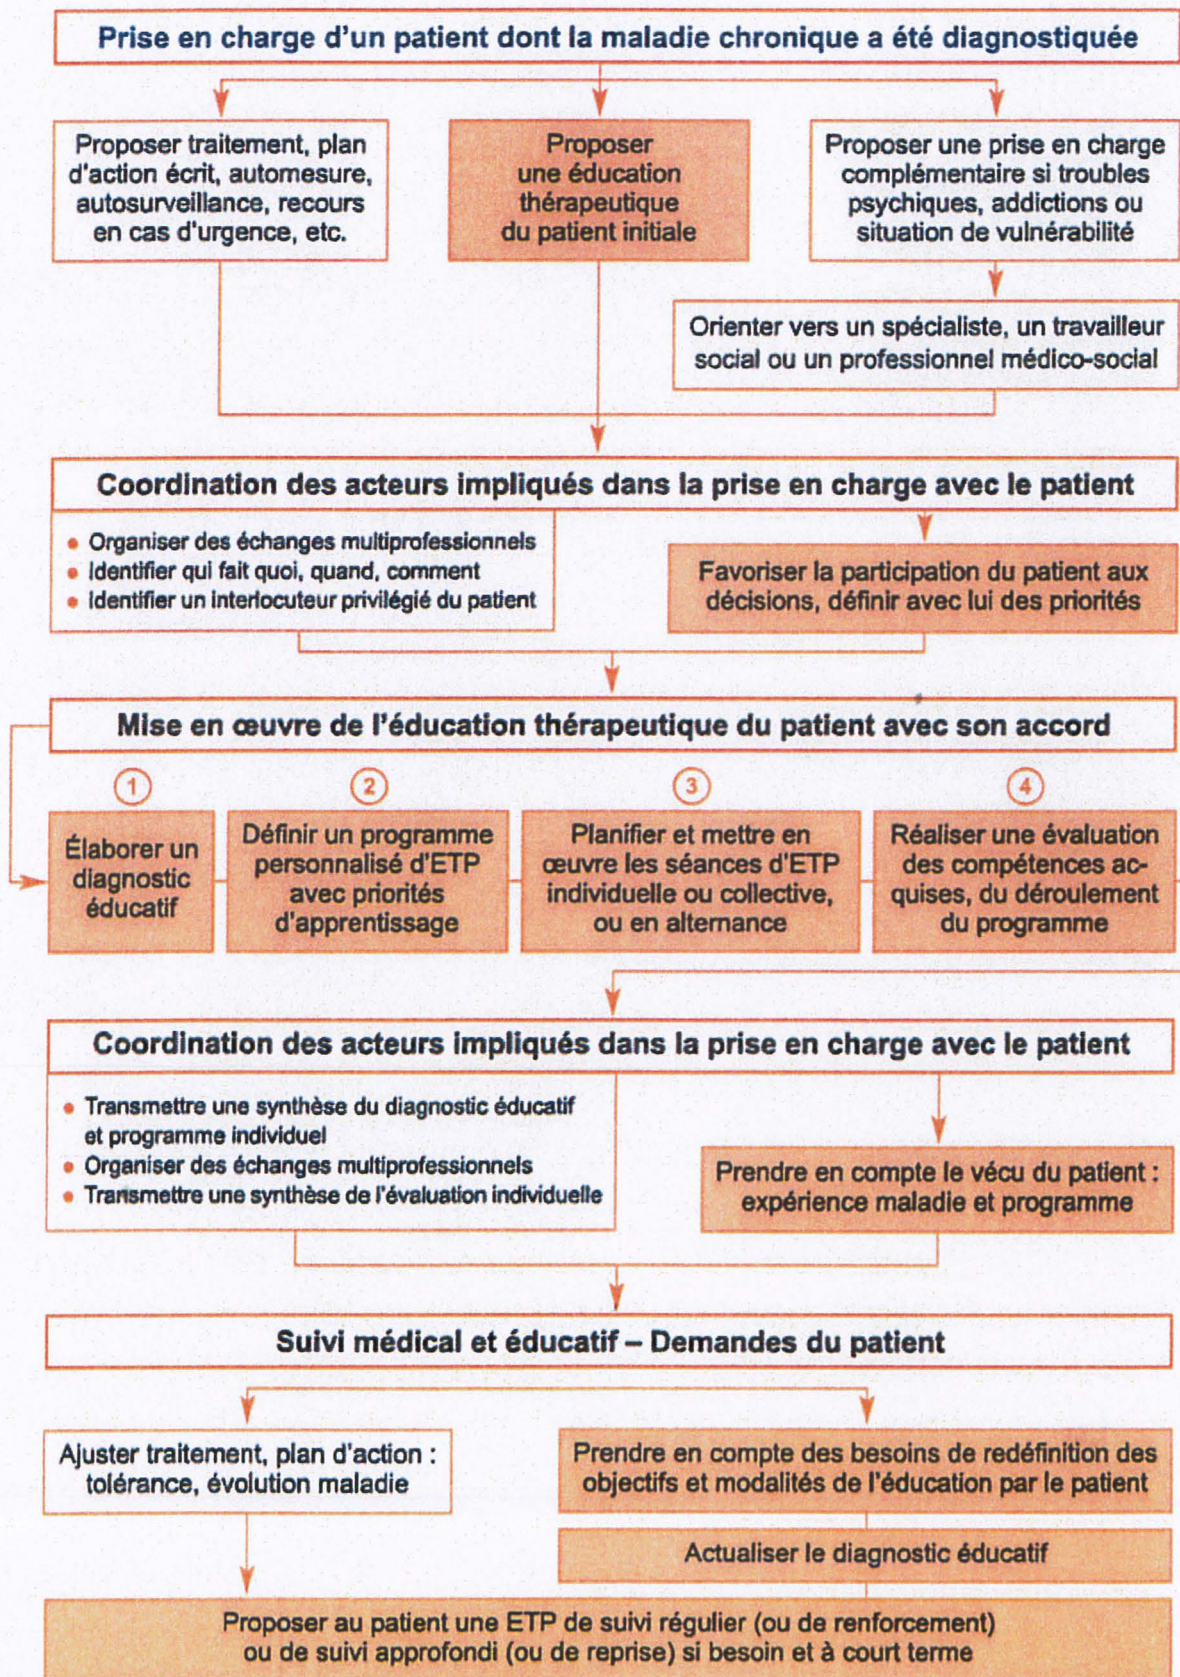 Prise en charge d'un patient dont la maladie chronique a été diagnostiquée
Proposer traitement, plan
d'action écrit, automesure,
autosurveillance, recours
en cas d'urgence, etc.
Proposer
une éducation
thérapeutique
du patient initiale
Proposer une prise en charge
complémentaire si troubles
psychiques, addictions ou
situation de vulnérabilité
Orienter vers un spécialiste, un travailleur
social ou un professionnel médico-social
Coordination des acteurs impliqués dans la prise en charge avec le patient
• Organiser des échanges multiprofessionnels
• Identifier qui fait quoi, quand, comment
• Identifier un interlocuteur privilégié du patient
Favoriser la participation du patient aux
décisions, définir avec lui des priorités
Mise en œuvre de l'éducation thérapeutique du patient avec son accord
1
Élaborer un
diagnostic
éducatif
2
Définir un programme
personnalisé d'ETP
avec priorités
d'apprentissage
3
Planifier et mettre en
œuvre les séances d'ETP
individuelle ou collective,
ou en alternance
4
Réaliser une évaluation
des compétences ac-
quises, du déroulement
du programme
Coordination des acteurs impliqués dans la prise en charge avec le patient
• Transmettre une synthèse du diagnostic éducatif
et programme individuel
• Organiser des échanges multiprofessionnels
• Transmettre une synthèse de l'évaluation individuelle
Prendre en compte le vécu du patient :
expérience maladie et programme
Suivi médical et éducatif – Demandes du patient
Ajuster traitement, plan d'action :
tolérance, évolution maladie
Prendre en compte des besoins de redéfinition des
objectifs et modalités de l'éducation par le patient
Actualiser le diagnostic éducatif
Proposer au patient une ETP de suivi régulier (ou de renforcement)
ou de suivi approfondi (ou de reprise) si besoin et à court terme